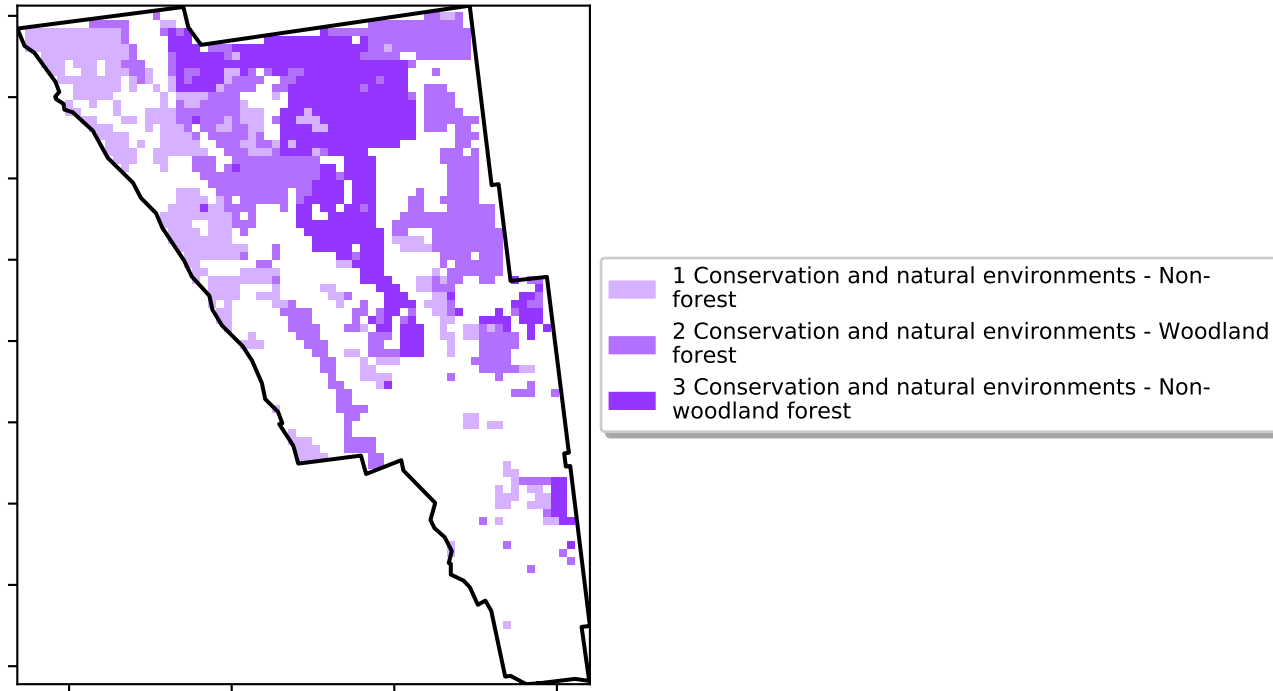 1 Conservation and natural environments - Non-
forest
2 Conservation and natural environments - Woodland
forest
3 Conservation and natural environments - Non-
woodland forest